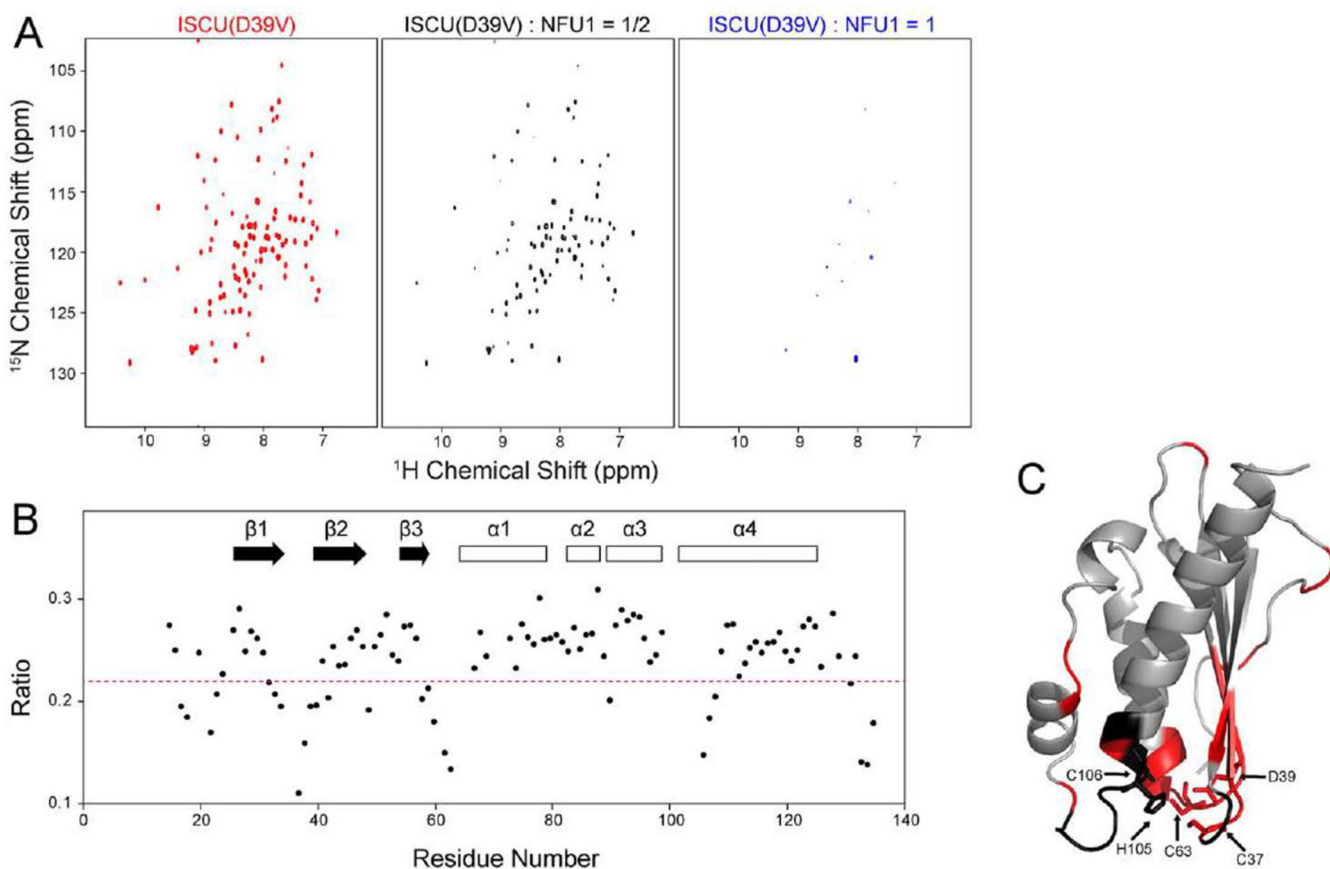 A
ISCU(D39V)
ISCU(D39V) : NFU1 = 1/2
ISCU(D39V) : NFU1 = 1
15N Chemical Shift (ppm)
105
110
115
120
125
130
10 9 8 7
10 9 8 7
10 9 8 7
1H Chemical Shift (ppm)
B
β1 β2 β3 α1 α2 α3 α4
Ratio
0.3
0.2
0.1
0 20 40 60 80 100 120 140
Residue Number
C
C106
D39
H105
C63
C37